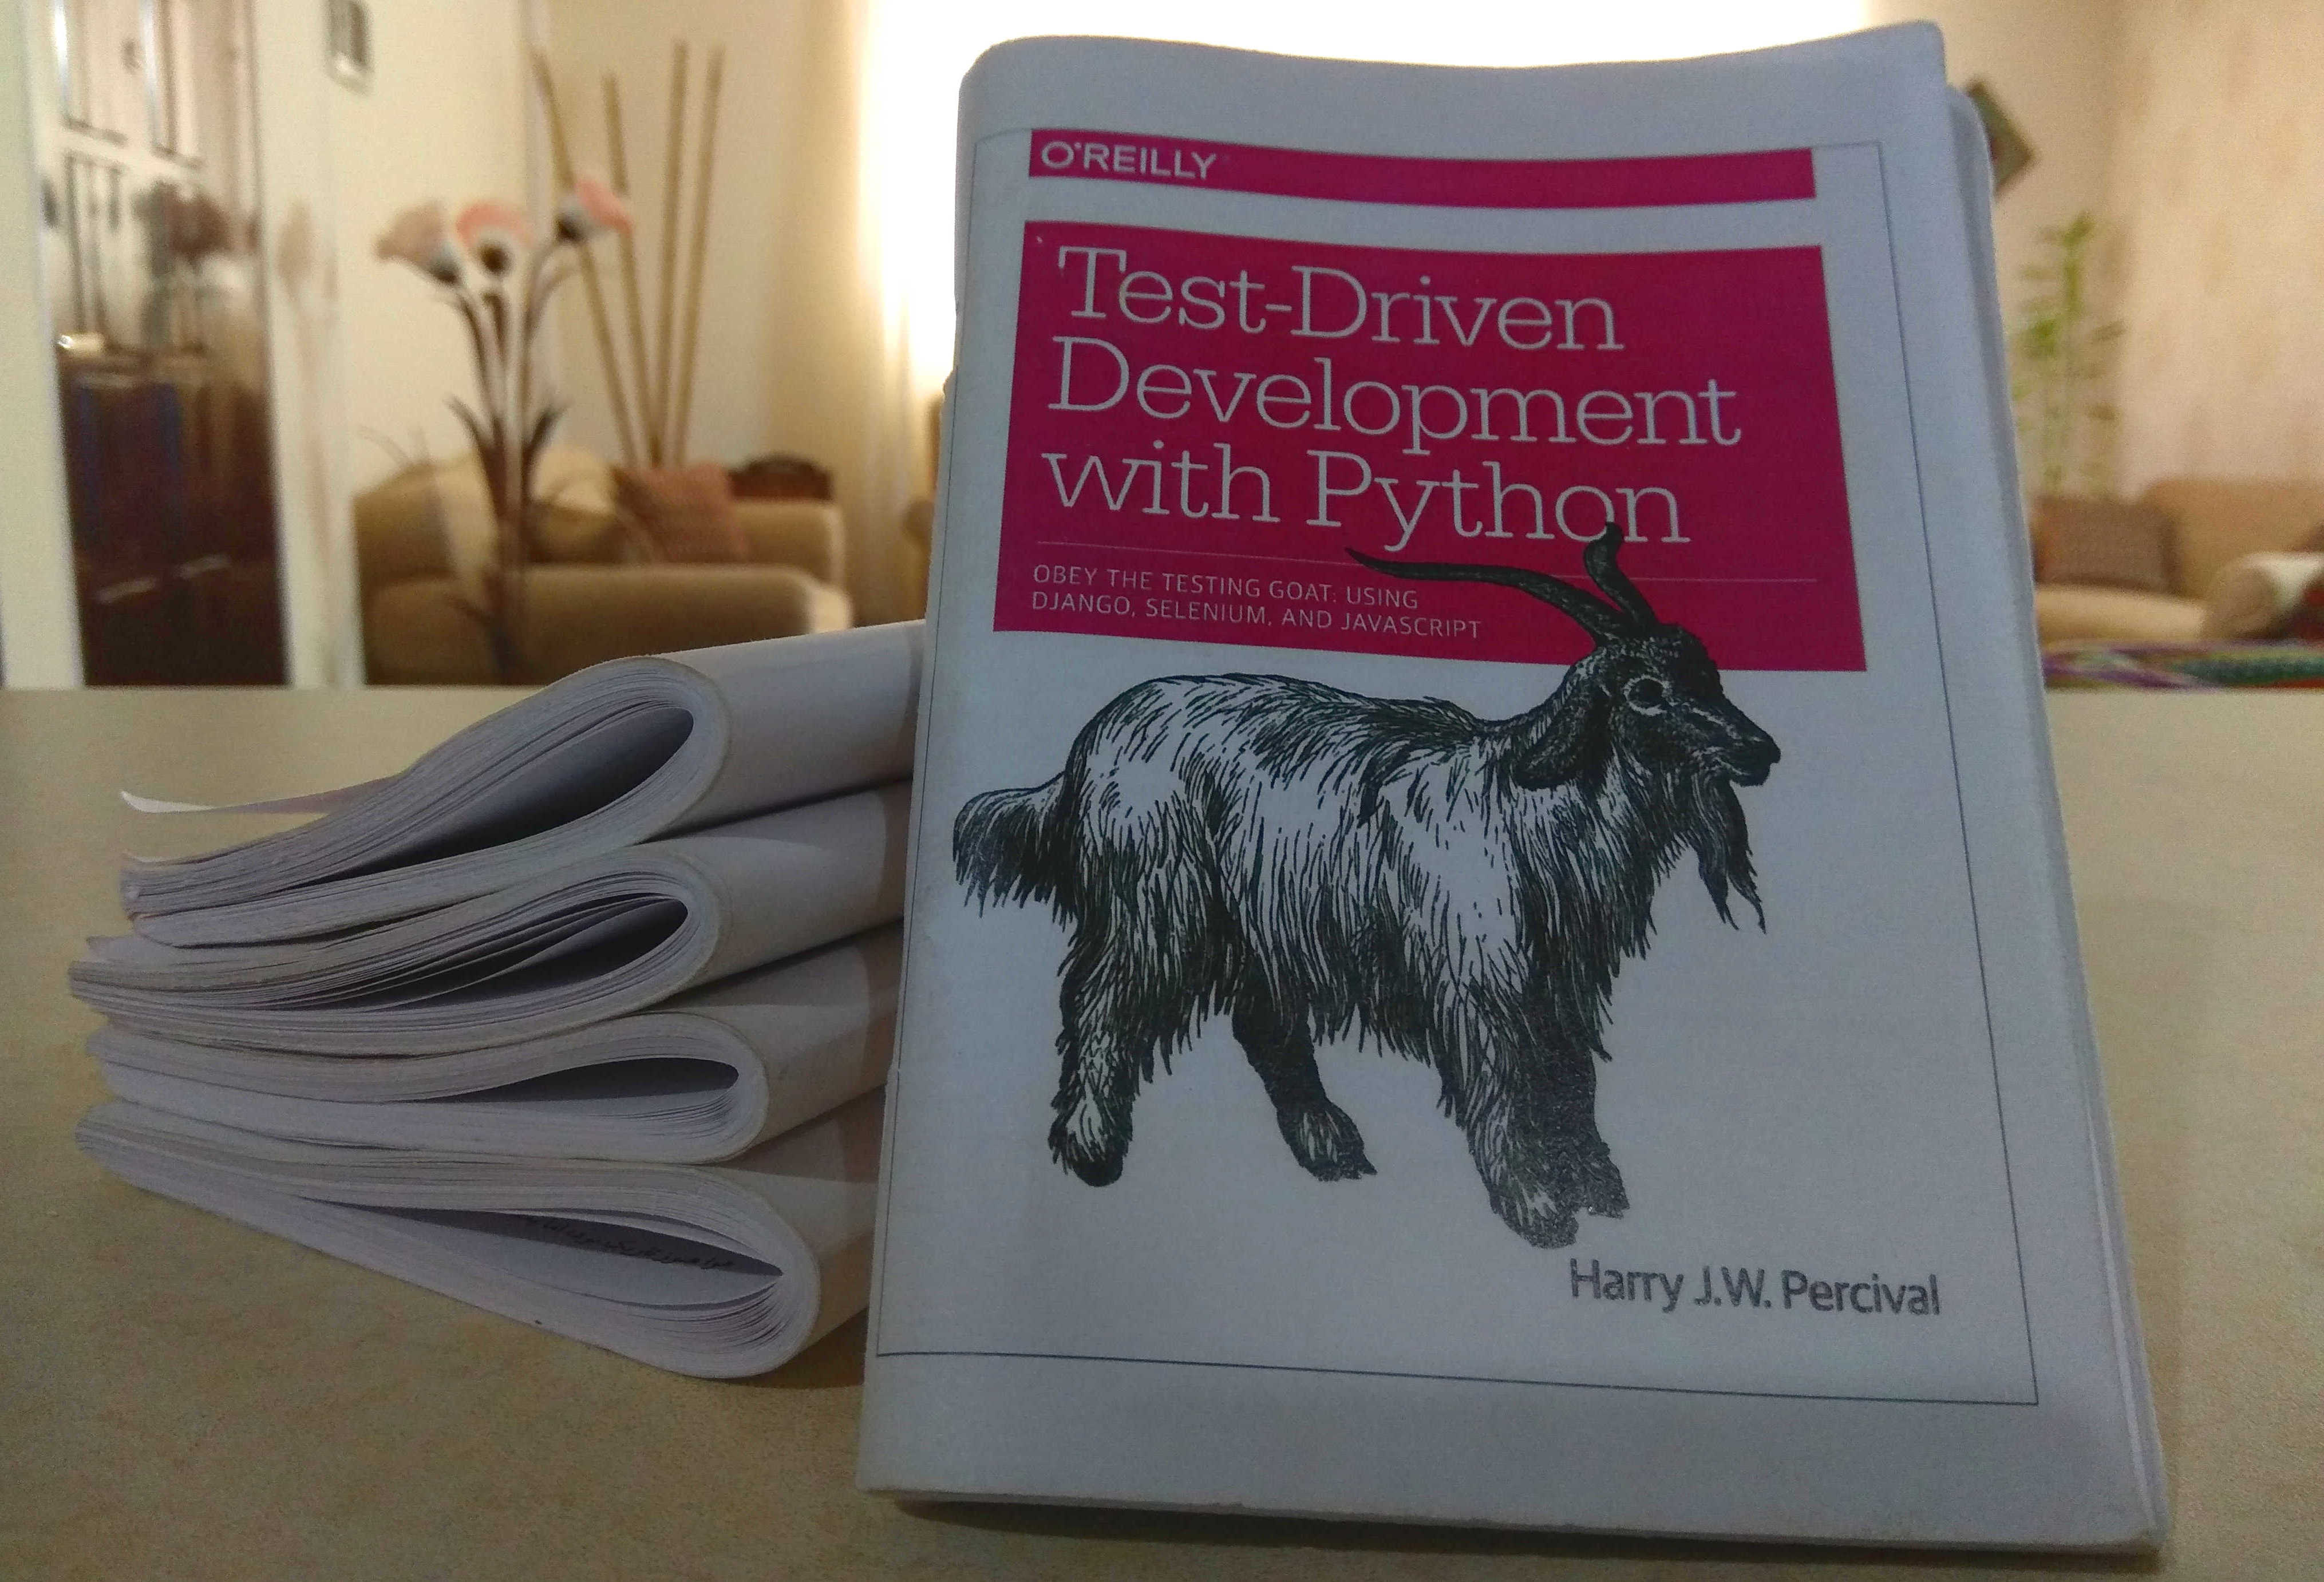 O'REILLY
Test-Driven
Development
with Python
OBEY THE TESTING GOAT: USING
DJANGO, SELENIUM, AND JAVASCRIPT
Harry J.W. Percival